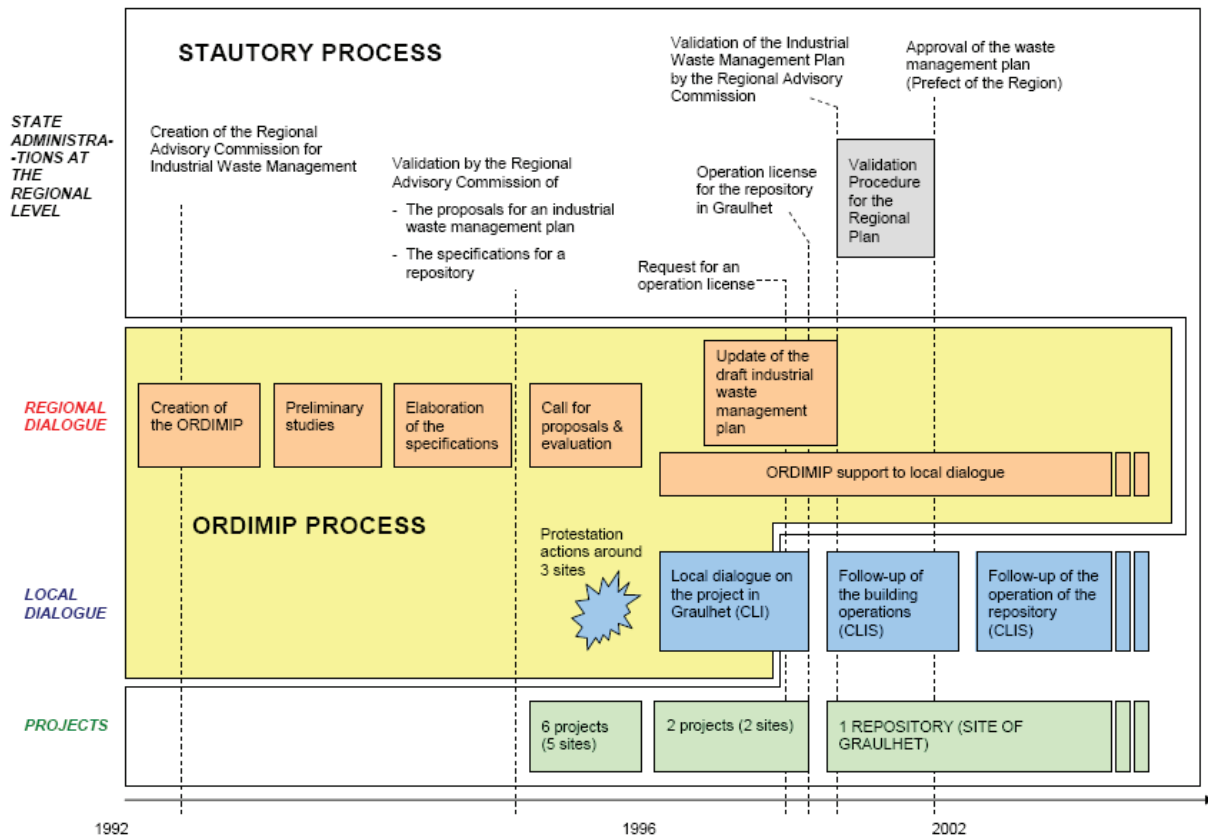 STAUTORY PROCESS
STATE
ADMINISTRA-
-TIONS AT
THE
REGIONAL
LEVEL
Creation of the Regional
Advisory Commission for
Industrial Waste Management
Validation by the Regional
Advisory Commission of
- The proposals for an industrial
waste management plan
- The specifications for a
repository
Validation of the Industrial
Waste Management Plan
by the Regional Advisory
Commission
Approval of the waste
management plan
(Prefect of the Region)
Operation license
for the repository
in Graulhet
Validation
Procedure
for the
Regional
Plan
Request for an
operation license
REGIONAL
DIALOGUE
Creation of
the ORDIMIP
Preliminary
studies
Elaboration
of the
specifications
Call for
proposals &
evaluation
Update of the
draft industrial
waste
management
plan
ORDIMIP support to local dialogue
ORDIMIP PROCESS
LOCAL
DIALOGUE
Protestation
actions around
3 sites
Local dialogue on
the project in
Graulhet (CLI)
Follow-up of
the building
operations
(CLIS)
Follow-up of the
operation of the
repository
(CLIS)
PROJECTS
6 projects
(5 sites)
2 projects (2 sites)
1 REPOSITORY (SITE OF
GRAULHET)
1992
1996
2002